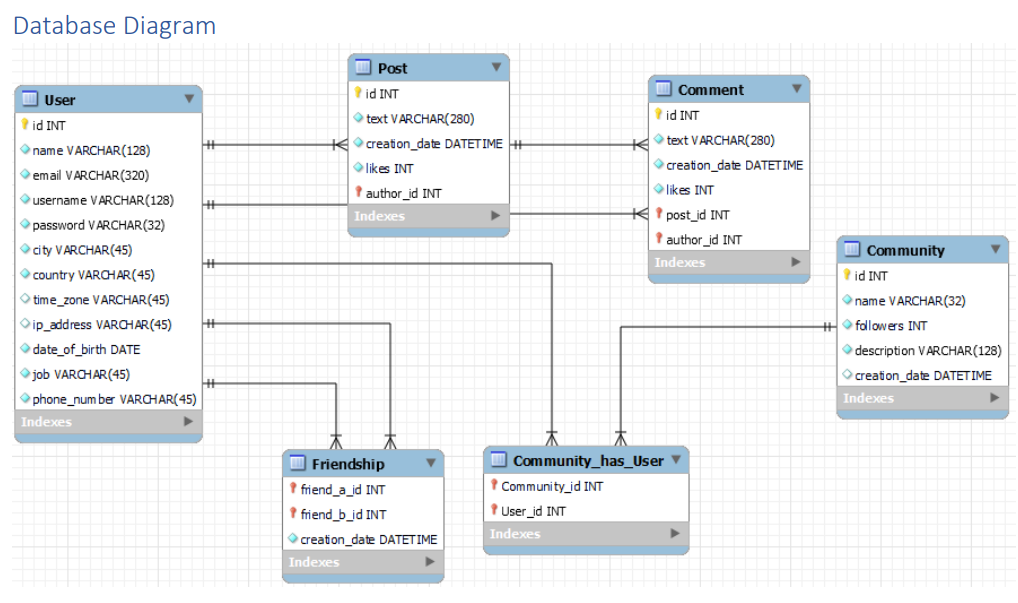 Database Diagram
User
id INT
name VARCHAR(128)
email VARCHAR(320)
username VARCHAR(128)
password VARCHAR(32)
city VARCHAR(45)
country VARCHAR(45)
time_zone VARCHAR(45)
ip_address VARCHAR(45)
date_of_birth DATE
job VARCHAR(45)
phone_number VARCHAR(45)
Indexes
Post
id INT
text VARCHAR(280)
creation_date DATETIME
likes INT
author_id INT
Indexes
Comment
id INT
text VARCHAR(280)
creation_date DATETIME
likes INT
post_id INT
author_id INT
Indexes
Community
id INT
name VARCHAR(32)
followers INT
description VARCHAR(128)
creation_date DATETIME
Indexes
Friendship
friend_a_id INT
friend_b_id INT
creation_date DATETIME
Indexes
Community_has_User
Community_id INT
User_id INT
Indexes